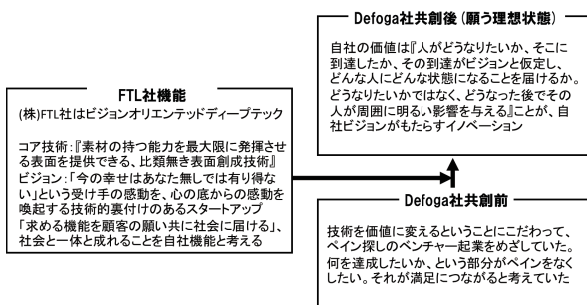 Defoga社共創後(願う理想状態)
自社の価値は『人がどうなりたいか、そこに
到達したか、その到達がビジョンと仮定し、
どんな人にどんな状態になることを届けるか。
どうなりたいかではなく、どうなった後でその
人が周囲に明るい影響を与える』ことが、自
社ビジョンがもたらすイノベーション
FTL社機能
(株)FTL社はビジョンオリエンテッドディープテック
コア技術:『素材の持つ能力を最大限に発揮させ
る表面を提供できる、比類無き表面創成技術』
ビジョン:「今の幸せはあなた無しでは有り得な
い」という受け手の感動を、心の底からの感動を
喚起する技術的裏付けのあるスタートアップ
「求める機能を顧客の願い共に社会に届ける」、
社会と一体と成れることを自社機能と考える
Defoga社共創前
技術を価値に変えるということにこだわって、
ペイン探しのベンチャー起業をめざしていた。
何を達成したいか、という部分がペインをなく
したい。それが満足につながると考えていた